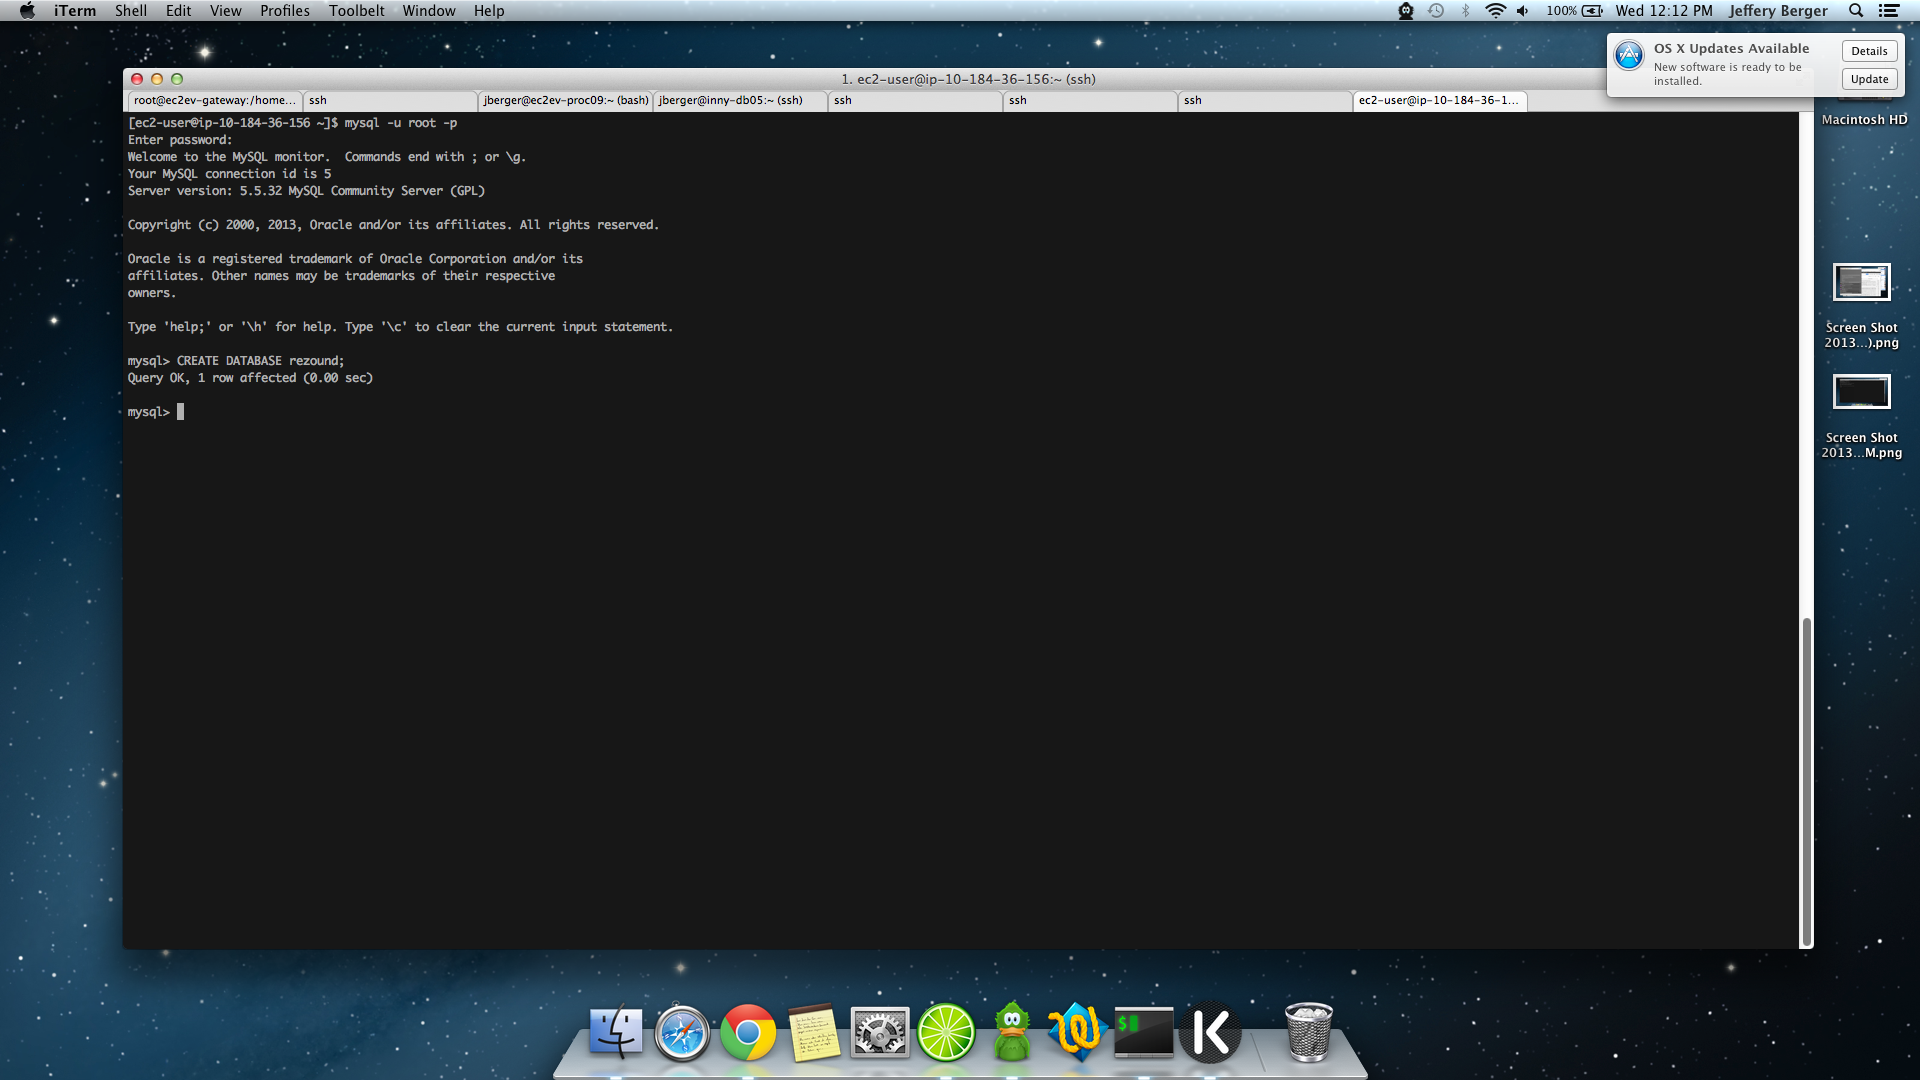 iTerm Shell Edit View Profiles Toolbelt Window Help 100% Wed 12:12 PM Jeffery Berger
OS X Updates Available
New software is ready to be
installed.
Details
Update
1. ec2-user@ip-10-184-36-156:~ (ssh)
root@ec2ev-gateway:/home... ssh jberger@ec2ev-proc09:~ (bash) jberger@inny-db05:~ (ssh) ssh ssh ssh ec2-user@ip-10-184-36-1...
[ec2-user@ip-10-184-36-156 ~]$ mysql -u root -p
Enter password:
Welcome to the MySQL monitor.  Commands end with ; or \g.
Your MySQL connection id is 5
Server version: 5.5.32 MySQL Community Server (GPL)
Copyright (c) 2000, 2013, Oracle and/or its affiliates. All rights reserved.
Oracle is a registered trademark of Oracle Corporation and/or its
affiliates. Other names may be trademarks of their respective
owners.
Type 'help;' or '\h' for help. Type '\c' to clear the current input statement.
mysql> CREATE DATABASE rezound;
Query OK, 1 row affected (0.00 sec)
mysql>
Macintosh HD
Screen Shot
2013...).png
Screen Shot
2013...M.png
$
K